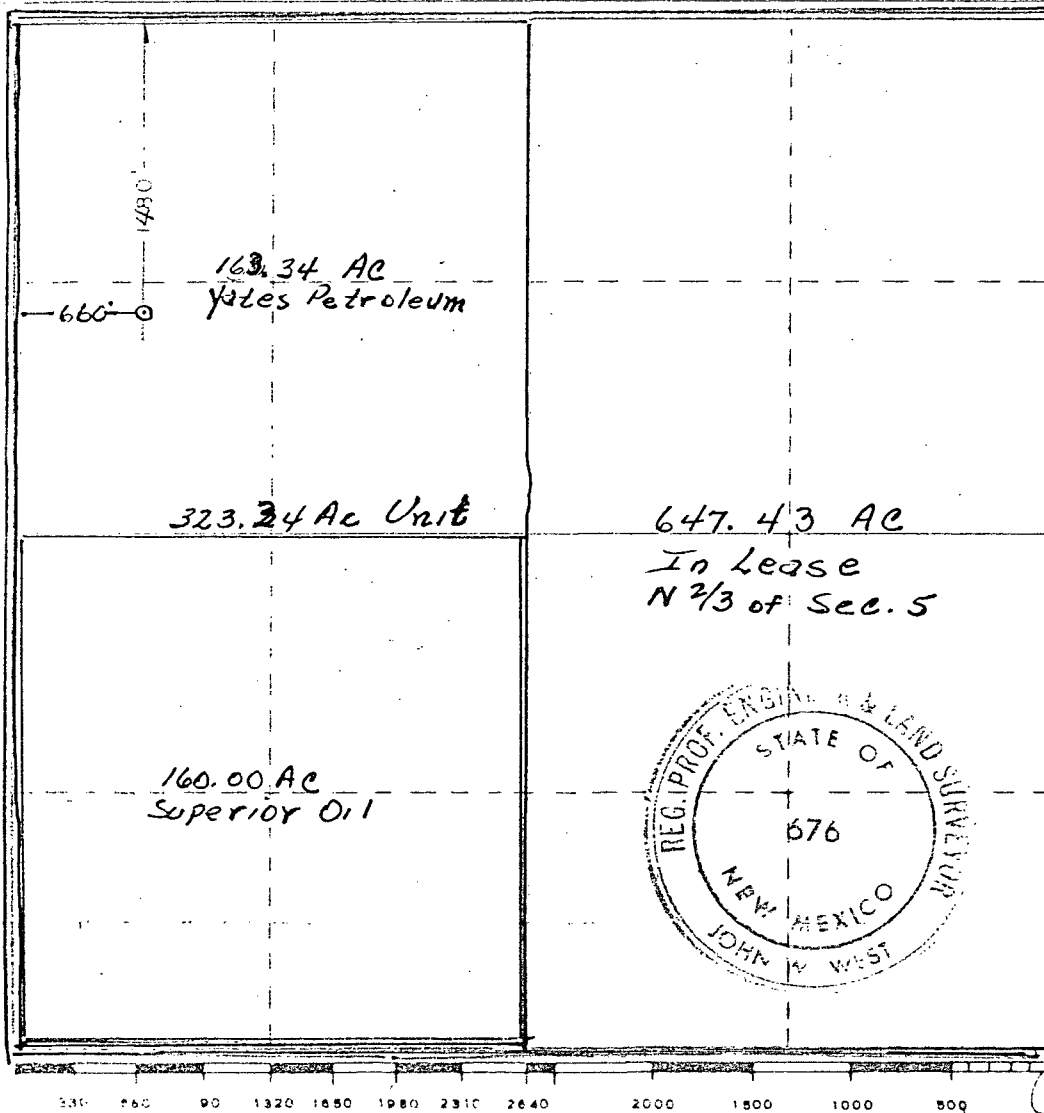 1480'
163.34 AC
Yates Petroleum
660'
323.34 Ac Unit
647.43 AC
In Lease
N 2/3 of Sec. 5
160.00 AC
Superior Oil
REG. PROF. & LAND SURVEYOR
STATE OF
676
NEW MEXICO
JOHN W WEST
330 660 90 1320 1650 1980 2310 2640 2000 1500 1000 500